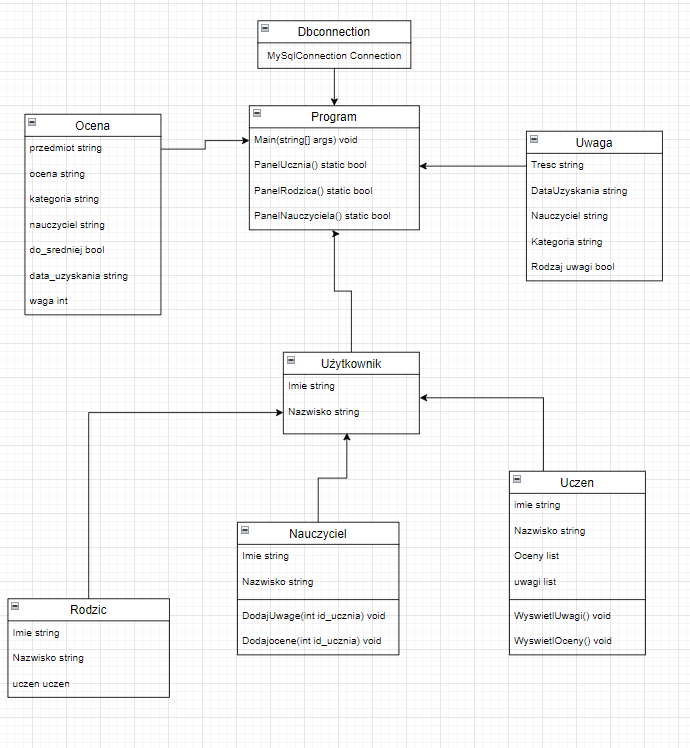 Dbconnection
MySqlConnection Connection
Program
Main(string[] args) void
PanelUcznia() static bool
PanelRodzica() static bool
PanelNauczyciela() static bool
Ocena
przedmiot string
ocena string
kategoria string
nauczyciel string
do_sredniej bool
data_uzyskania string
waga int
Uwaga
Tresc string
DataUzyskania string
Nauczyciel string
Kategoria string
Rodzaj uwagi bool
Użytkownik
Imie string
Nazwisko string
Uczen
imie string
Nazwisko string
Oceny list
uwagi list
WyswietlUwagi() void
WyswietlOceny() void
Nauczyciel
Imie string
Nazwisko string
DodajUwage(int id_ucznia) void
Dodajocene(int id_ucznia) void
Rodzic
Imie string
Nazwisko string
uczen uczen